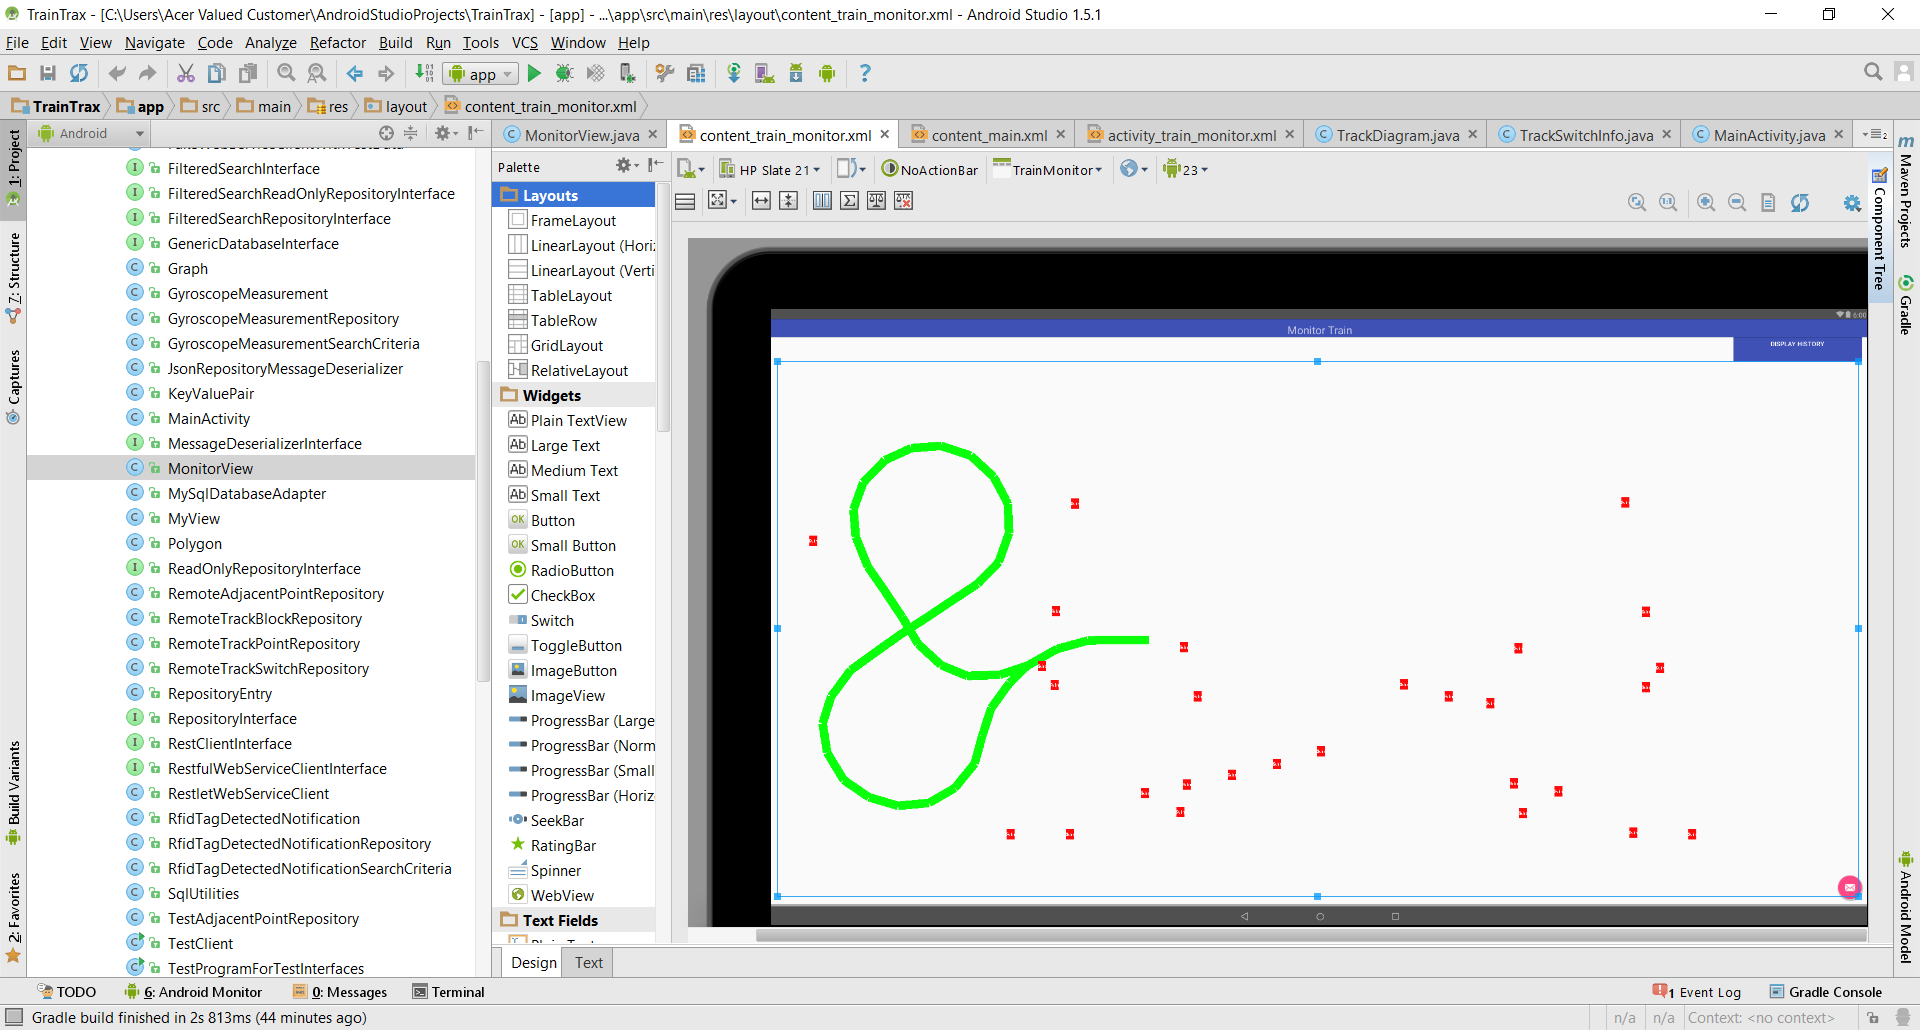 TrainTrax - [C:\Users\Acer Valued Customer\AndroidStudioProjects\TrainTrax] - [app] - ...\app\src\main\res\layout\content_train_monitor.xml - Android Studio 1.5.1
File Edit View Navigate Code Analyze Refactor Build Run Tools VCS Window Help
app
TrainTrax app src main res layout content_train_monitor.xml
Android
MonitorView.java content_train_monitor.xml content_main.xml activity_train_monitor.xml TrackDiagram.java TrackSwitchInfo.java MainActivity.java
1: Project
7: Structure
Captures
Build Variants
2: Favorites
FilteredSearchInterface
FilteredSearchReadOnlyRepositoryInterface
FilteredSearchRepositoryInterface
GenericDatabaseInterface
Graph
GyroscopeMeasurement
GyroscopeMeasurementRepository
GyroscopeMeasurementSearchCriteria
JsonRepositoryMessageDeserializer
KeyValuePair
MainActivity
MessageDeserializerInterface
MonitorView
MySqlDatabaseAdapter
MyView
Polygon
ReadOnlyRepositoryInterface
RemoteAdjacentPointRepository
RemoteTrackBlockRepository
RemoteTrackPointRepository
RemoteTrackSwitchRepository
RepositoryEntry
RepositoryInterface
RestClientInterface
RestfulWebServiceClientInterface
RestletWebServiceClient
RfidTagDetectedNotification
RfidTagDetectedNotificationRepository
RfidTagDetectedNotificationSearchCriteria
SqlUtilities
TestAdjacentPointRepository
TestClient
TestProgramForTestInterfaces
Palette
Layouts
FrameLayout
LinearLayout (Hori
LinearLayout (Verti
TableLayout
TableRow
GridLayout
RelativeLayout
Widgets
Plain TextView
Large Text
Medium Text
Small Text
Button
Small Button
RadioButton
CheckBox
Switch
ToggleButton
ImageButton
ImageView
ProgressBar (Large
ProgressBar (Norm
ProgressBar (Small
ProgressBar (Horiz
SeekBar
RatingBar
Spinner
WebView
Text Fields
HP Slate 21 NoActionBar TrainMonitor 23
6:00
Monitor Train
DISPLAY HISTORY
Component Tree
Maven Projects
Gradle
Android Model
Design Text
TODO 6: Android Monitor 0: Messages Terminal 1 Event Log Gradle Console
Gradle build finished in 2s 813ms (44 minutes ago) n/a n/a Context: <no context>